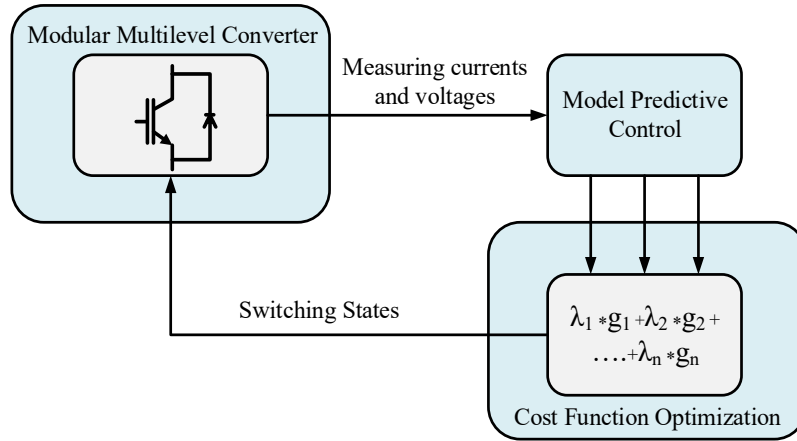 Modular Multilevel Converter
Measuring currents
and voltages
Model Predictive
Control
Switching States
λ₁ *g₁ +λ₂ *g₂ +
....+λₙ *gₙ
Cost Function Optimization